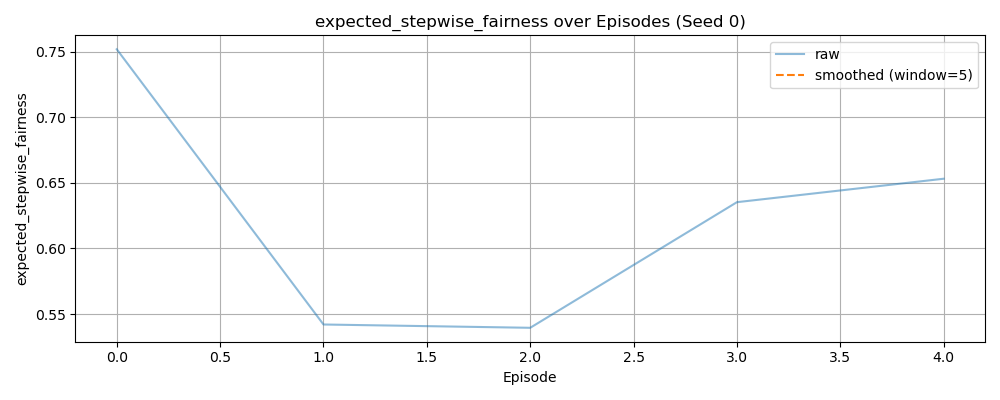 expected_stepwise_fairness over Episodes (Seed 0)
raw
smoothed (window=5)
expected_stepwise_fairness
0.75
0.70
0.65
0.60
0.55
0.0 0.5 1.0 1.5 2.0 2.5 3.0 3.5 4.0
Episode